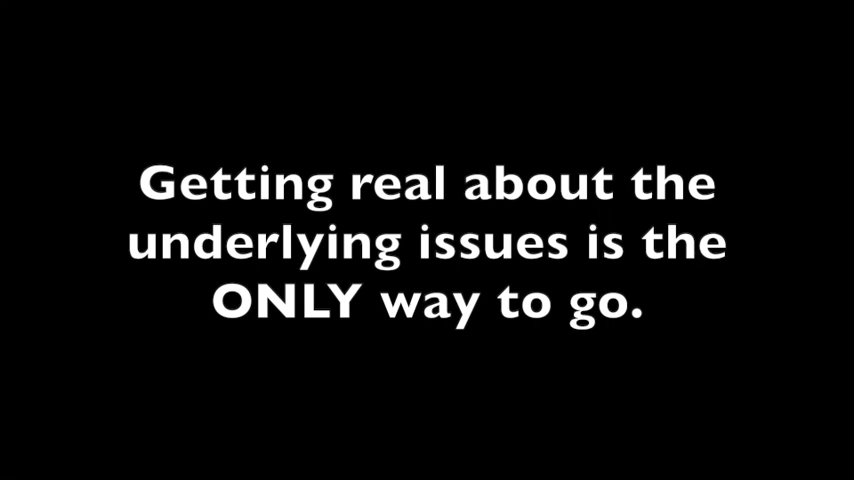 Getting real about the
underlying issues is the
ONLY way to go.